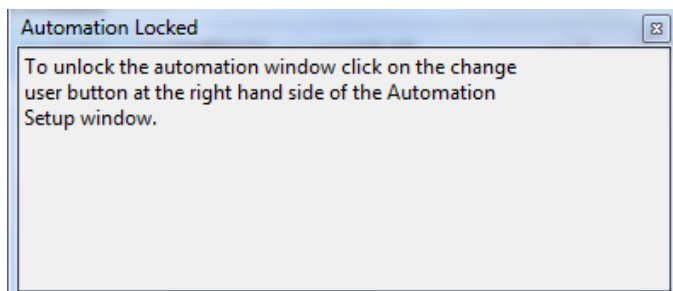 Automation Locked
To unlock the automation window click on the change
user button at the right hand side of the Automation
Setup window.